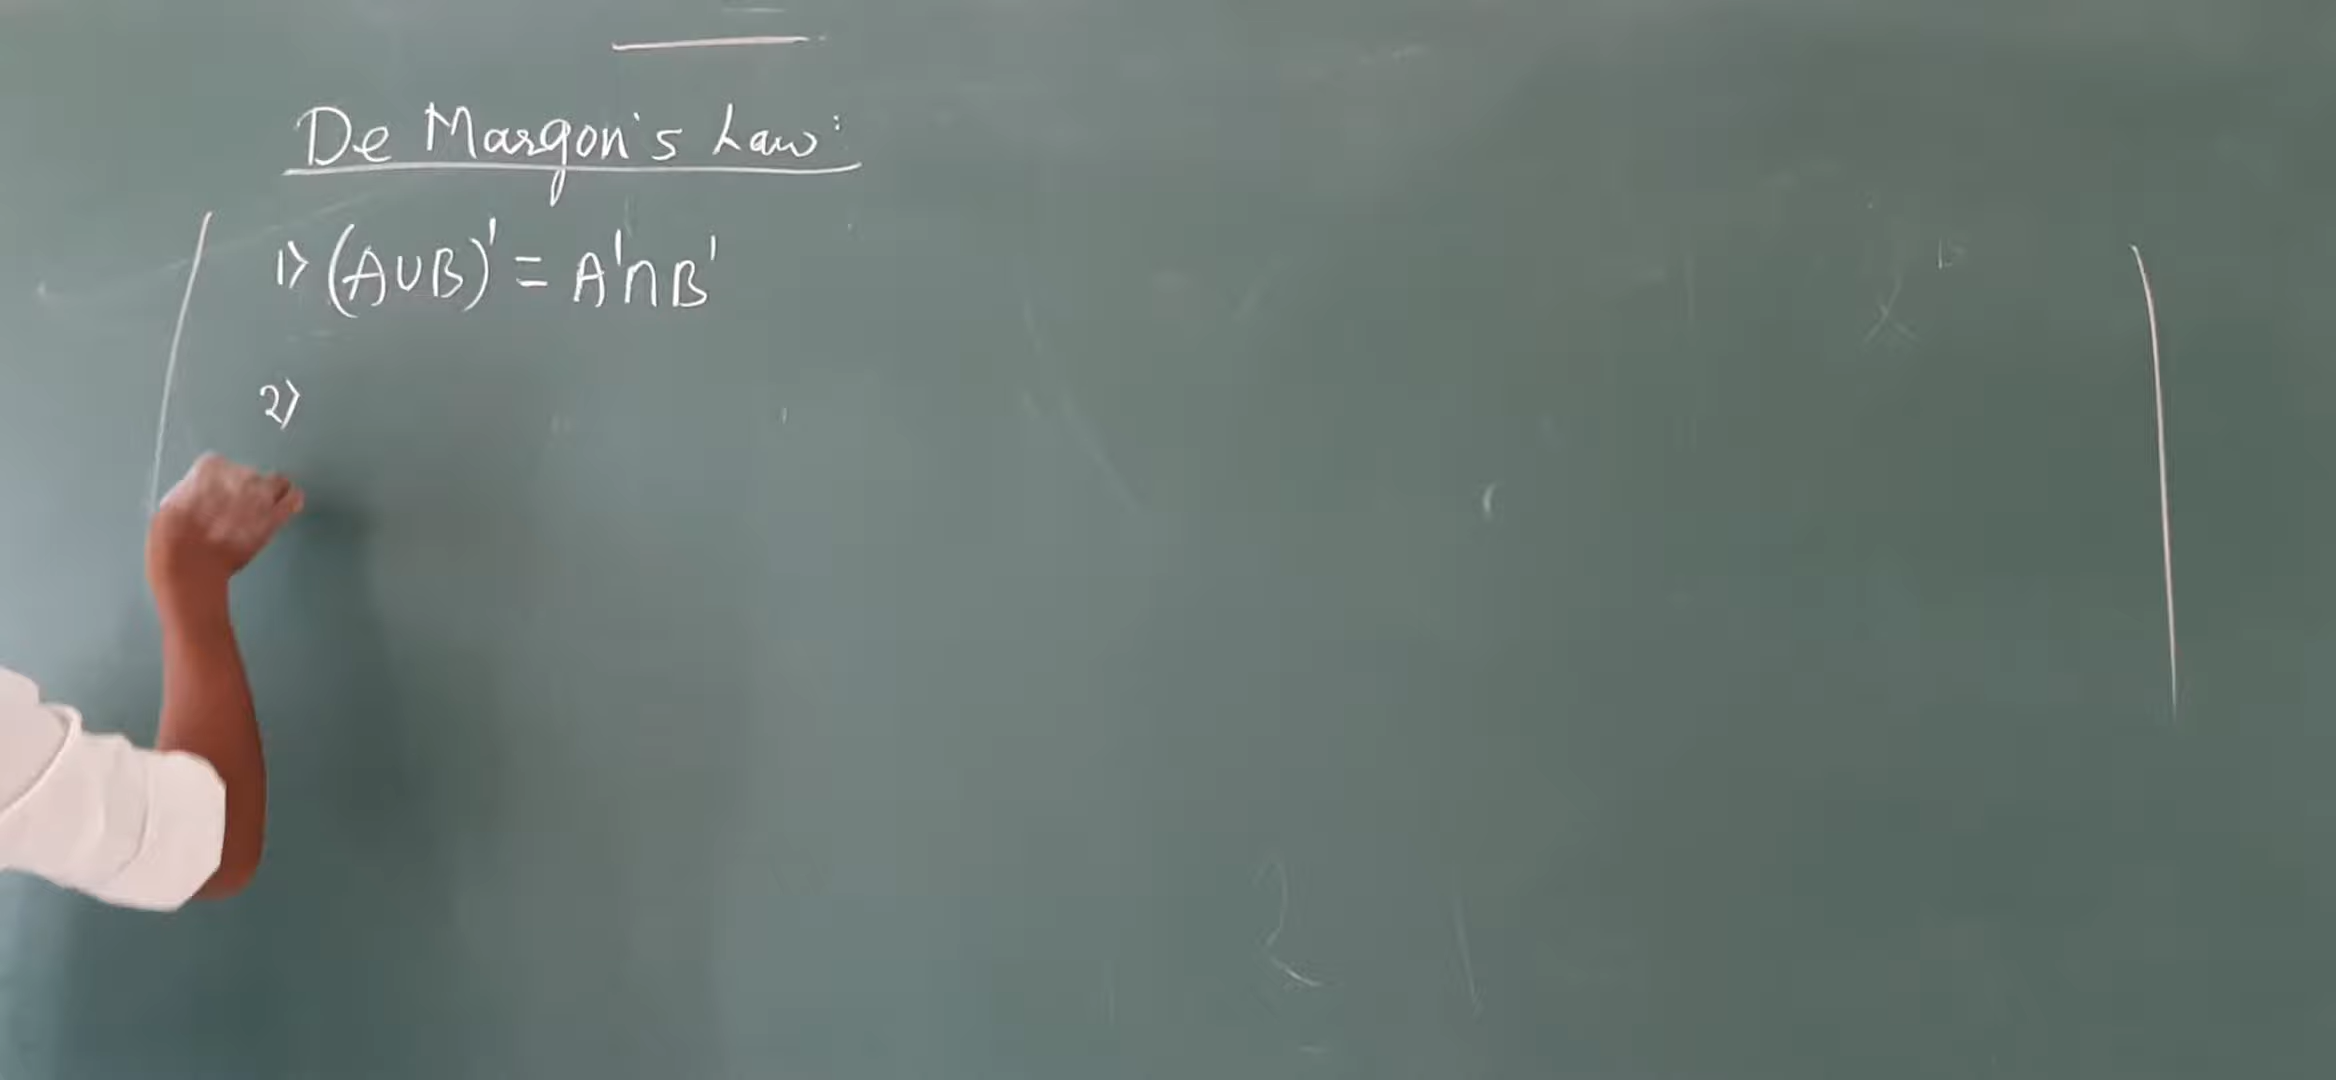 De Margon's Law:
1) (A∪B)' = A'∩B'
2)